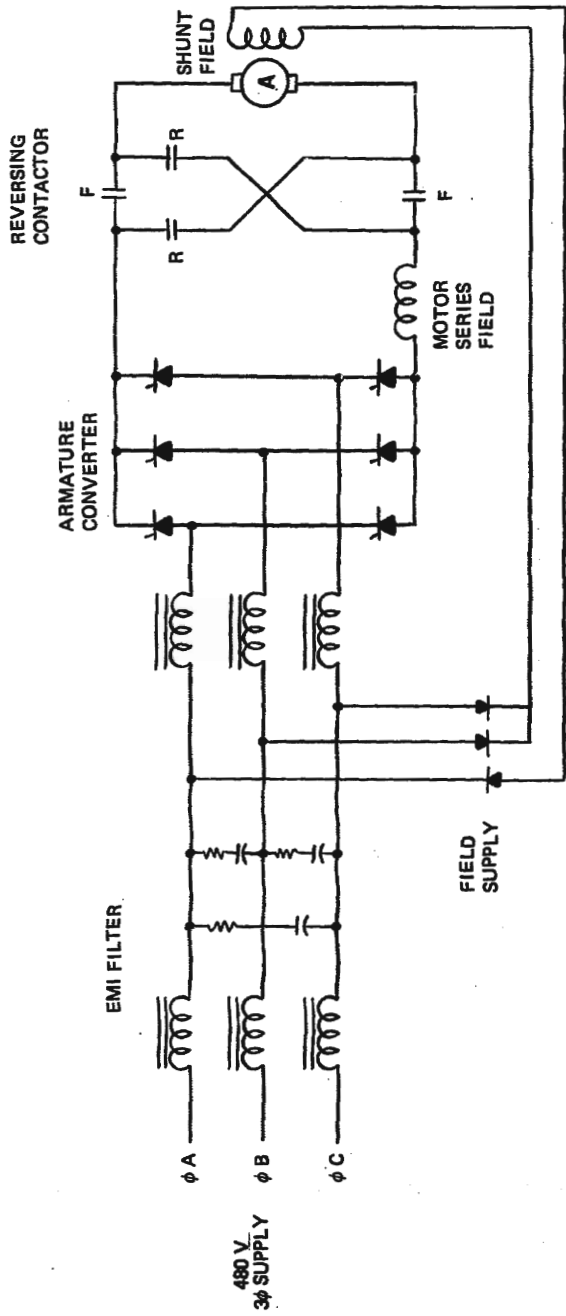 480 V
3ϕ SUPPLY
ϕ A
ϕ B
ϕ C
EMI FILTER
FIELD
SUPPLY
ARMATURE
CONVERTER
MOTOR
SERIES
FIELD
REVERSING
CONTACTOR
F
R
R
F
A
SHUNT
FIELD